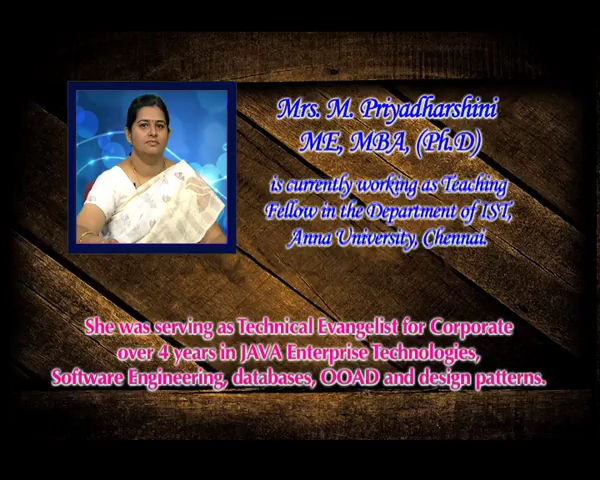 Mrs. M. Priyadharshini
ME, MBA, (Ph.D)
is currently working as Teaching
Fellow in the Department of IST,
Anna University, Chennai.
She was serving as Technical Evangelist for Corporate
over 4 years in JAVA Enterprise Technologies,
Software Engineering, databases, OOAD and design patterns.